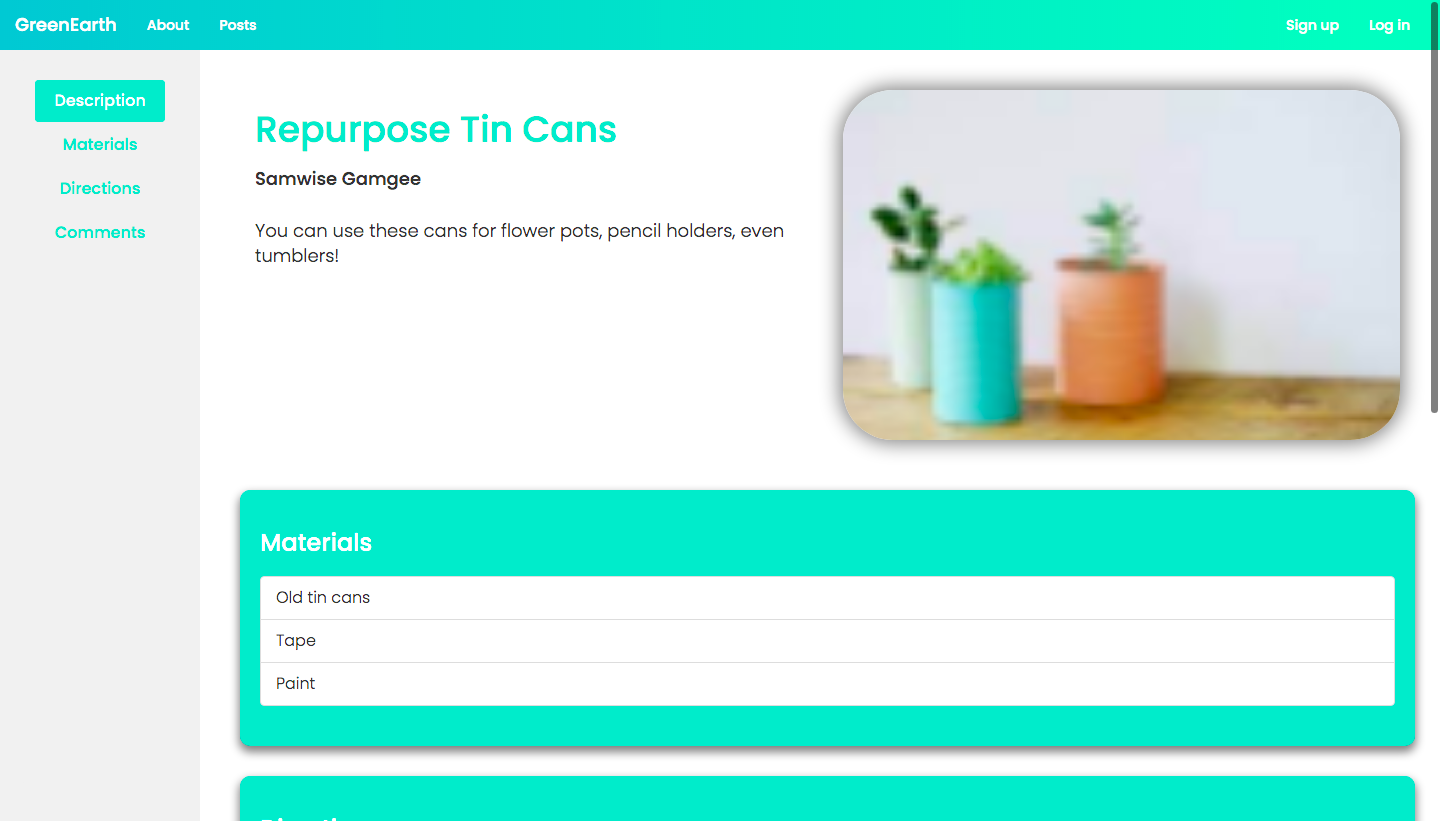 GreenEarth About Posts Sign up Log in
Description
Materials
Directions
Comments
Repurpose Tin Cans
Samwise Gamgee
You can use these cans for flower pots, pencil holders, even
tumblers!
Materials
Old tin cans
Tape
Paint